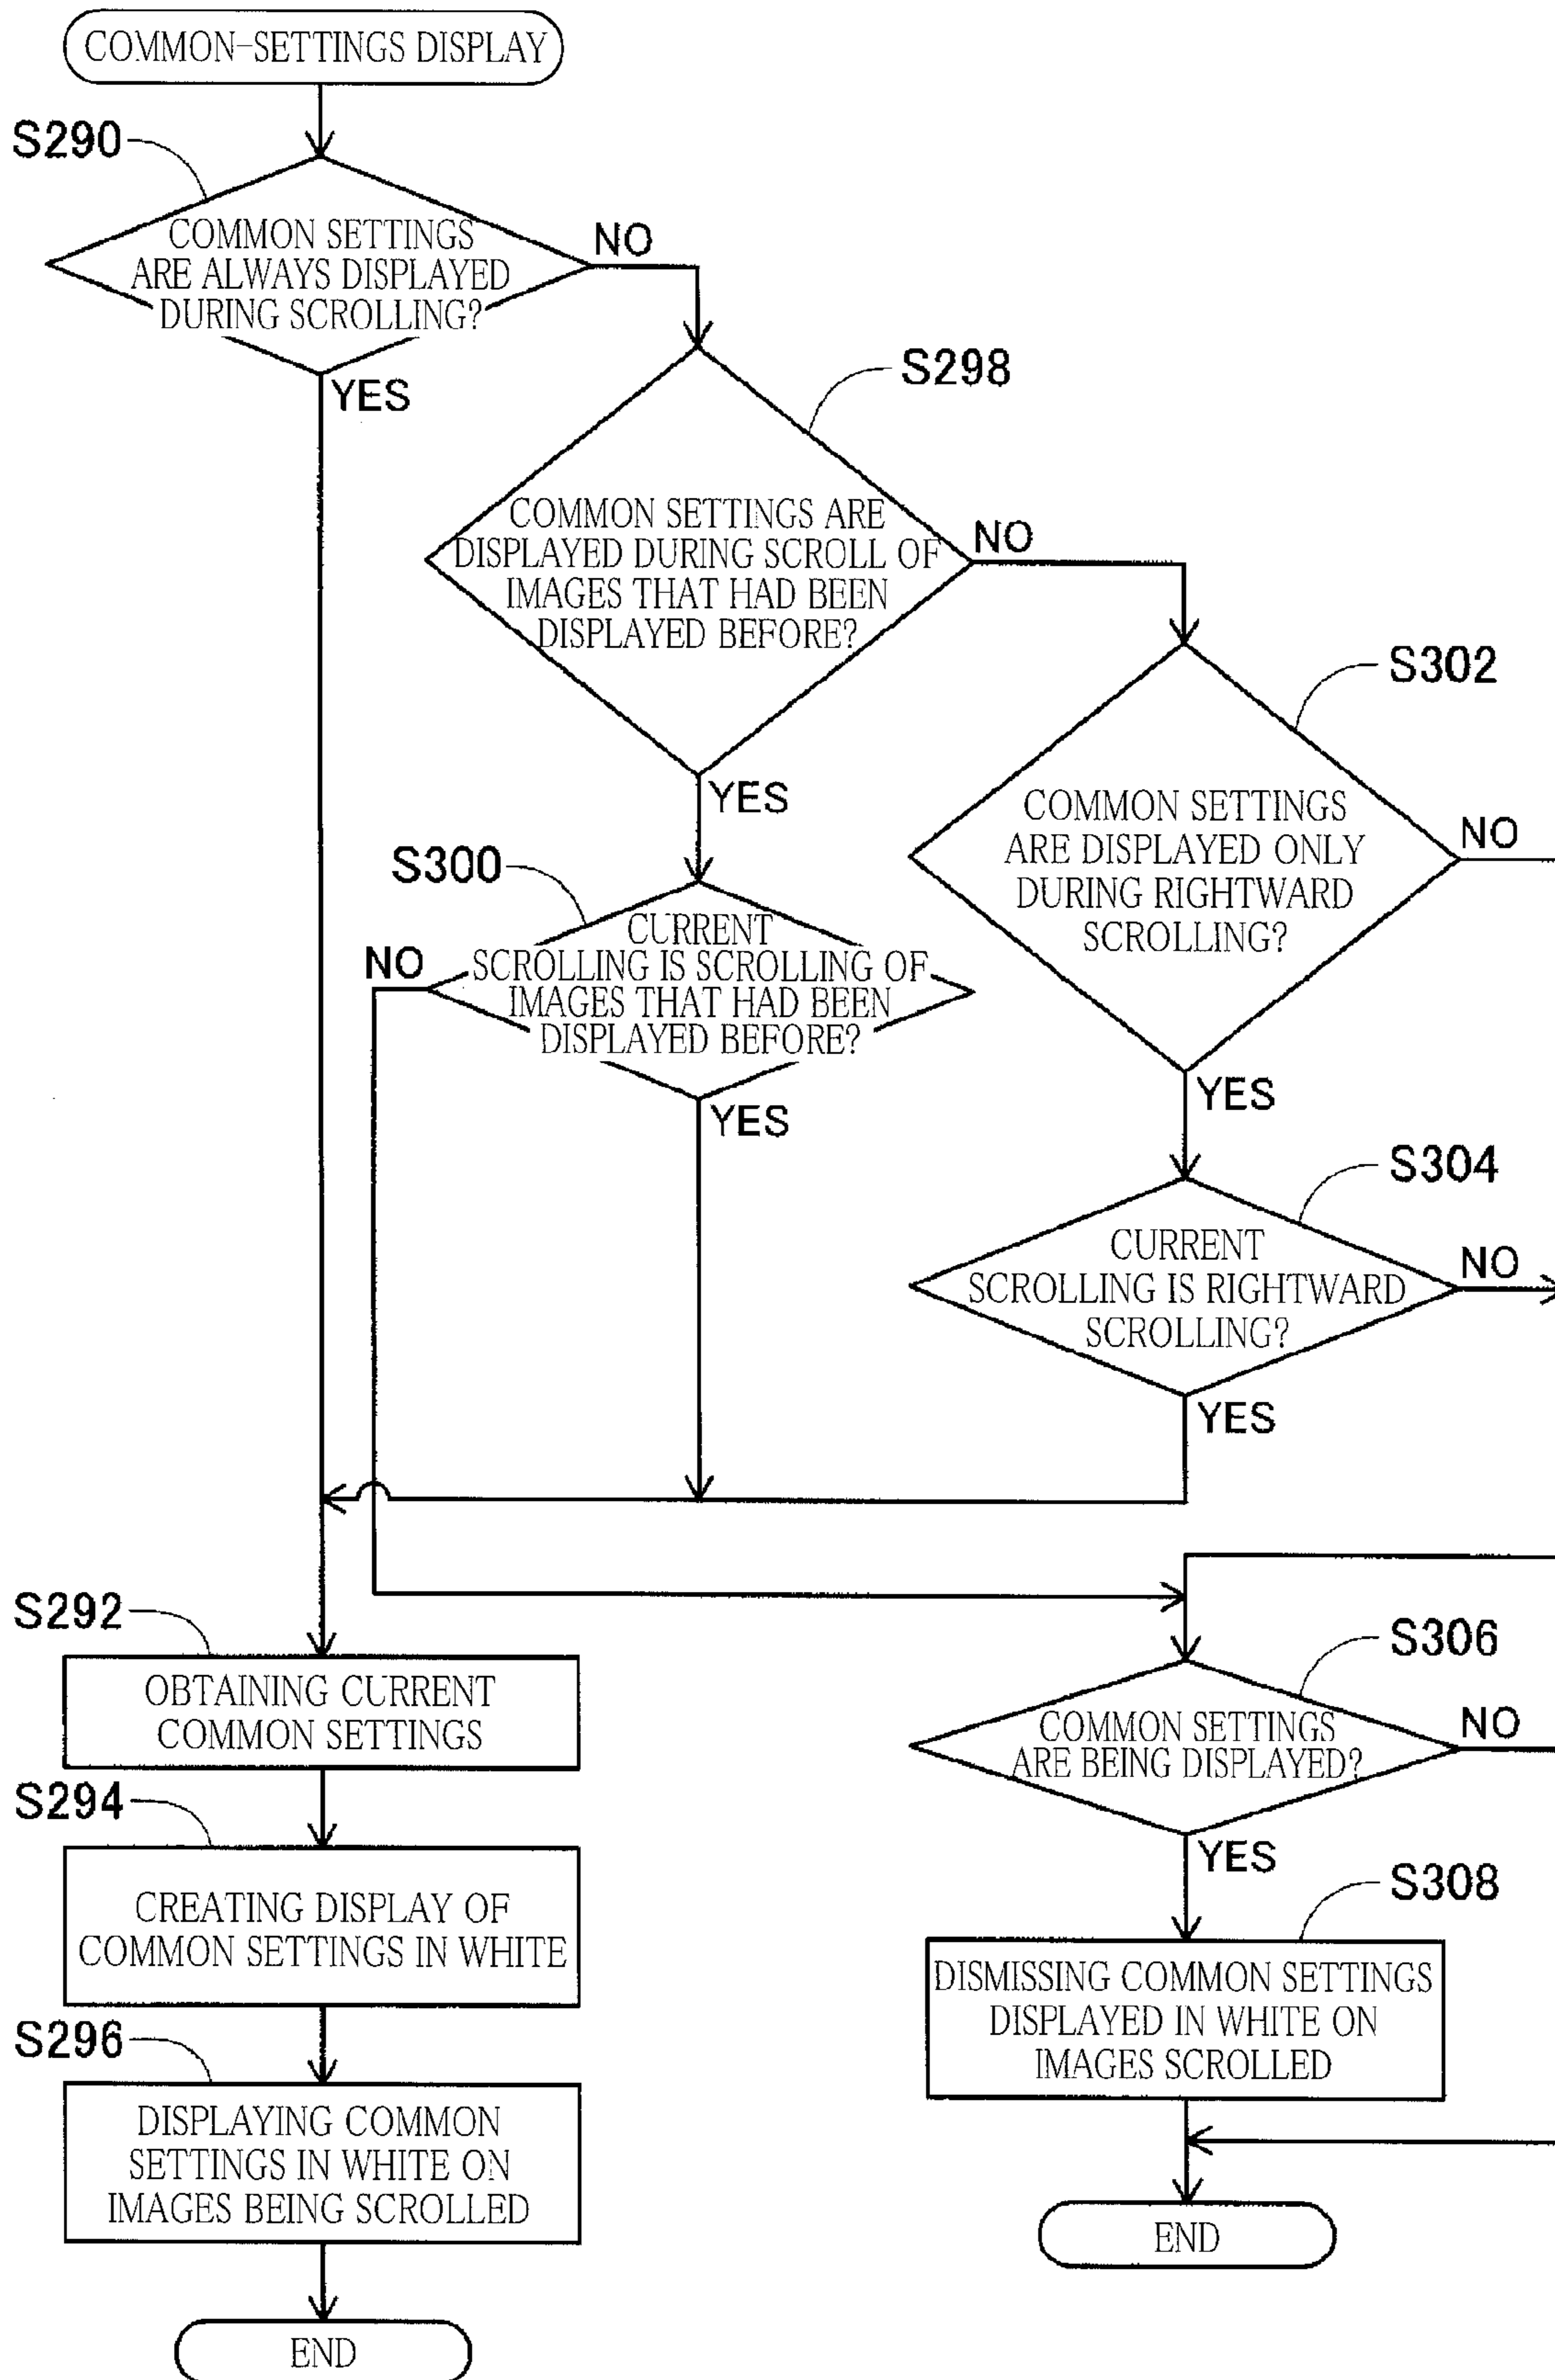 COMMON-SETTINGS DISPLAY
S290
COMMON SETTINGS
ARE ALWAYS DISPLAYED
DURING SCROLLING?
NO
YES
S298
COMMON SETTINGS ARE
DISPLAYED DURING SCROLL OF
IMAGES THAT HAD BEEN
DISPLAYED BEFORE?
NO
YES
S302
COMMON SETTINGS
ARE DISPLAYED ONLY
DURING RIGHTWARD
SCROLLING?
NO
YES
S300
CURRENT
SCROLLING IS SCROLLING OF
IMAGES THAT HAD BEEN
DISPLAYED BEFORE?
NO
YES
S304
CURRENT
SCROLLING IS RIGHTWARD
SCROLLING?
NO
YES
S292
OBTAINING CURRENT
COMMON SETTINGS
S294
CREATING DISPLAY OF
COMMON SETTINGS IN WHITE
S296
DISPLAYING COMMON
SETTINGS IN WHITE ON
IMAGES BEING SCROLLED
END
S306
COMMON SETTINGS
ARE BEING DISPLAYED?
NO
YES
S308
DISMISSING COMMON SETTINGS
DISPLAYED IN WHITE ON
IMAGES SCROLLED
END